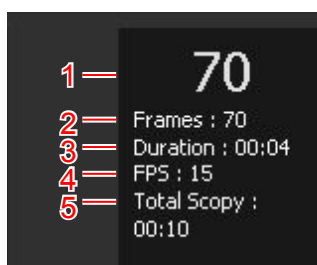 1 70
2 Frames : 70
3 Duration : 00:04
4 FPS : 15
5 Total Scopy :
00:10